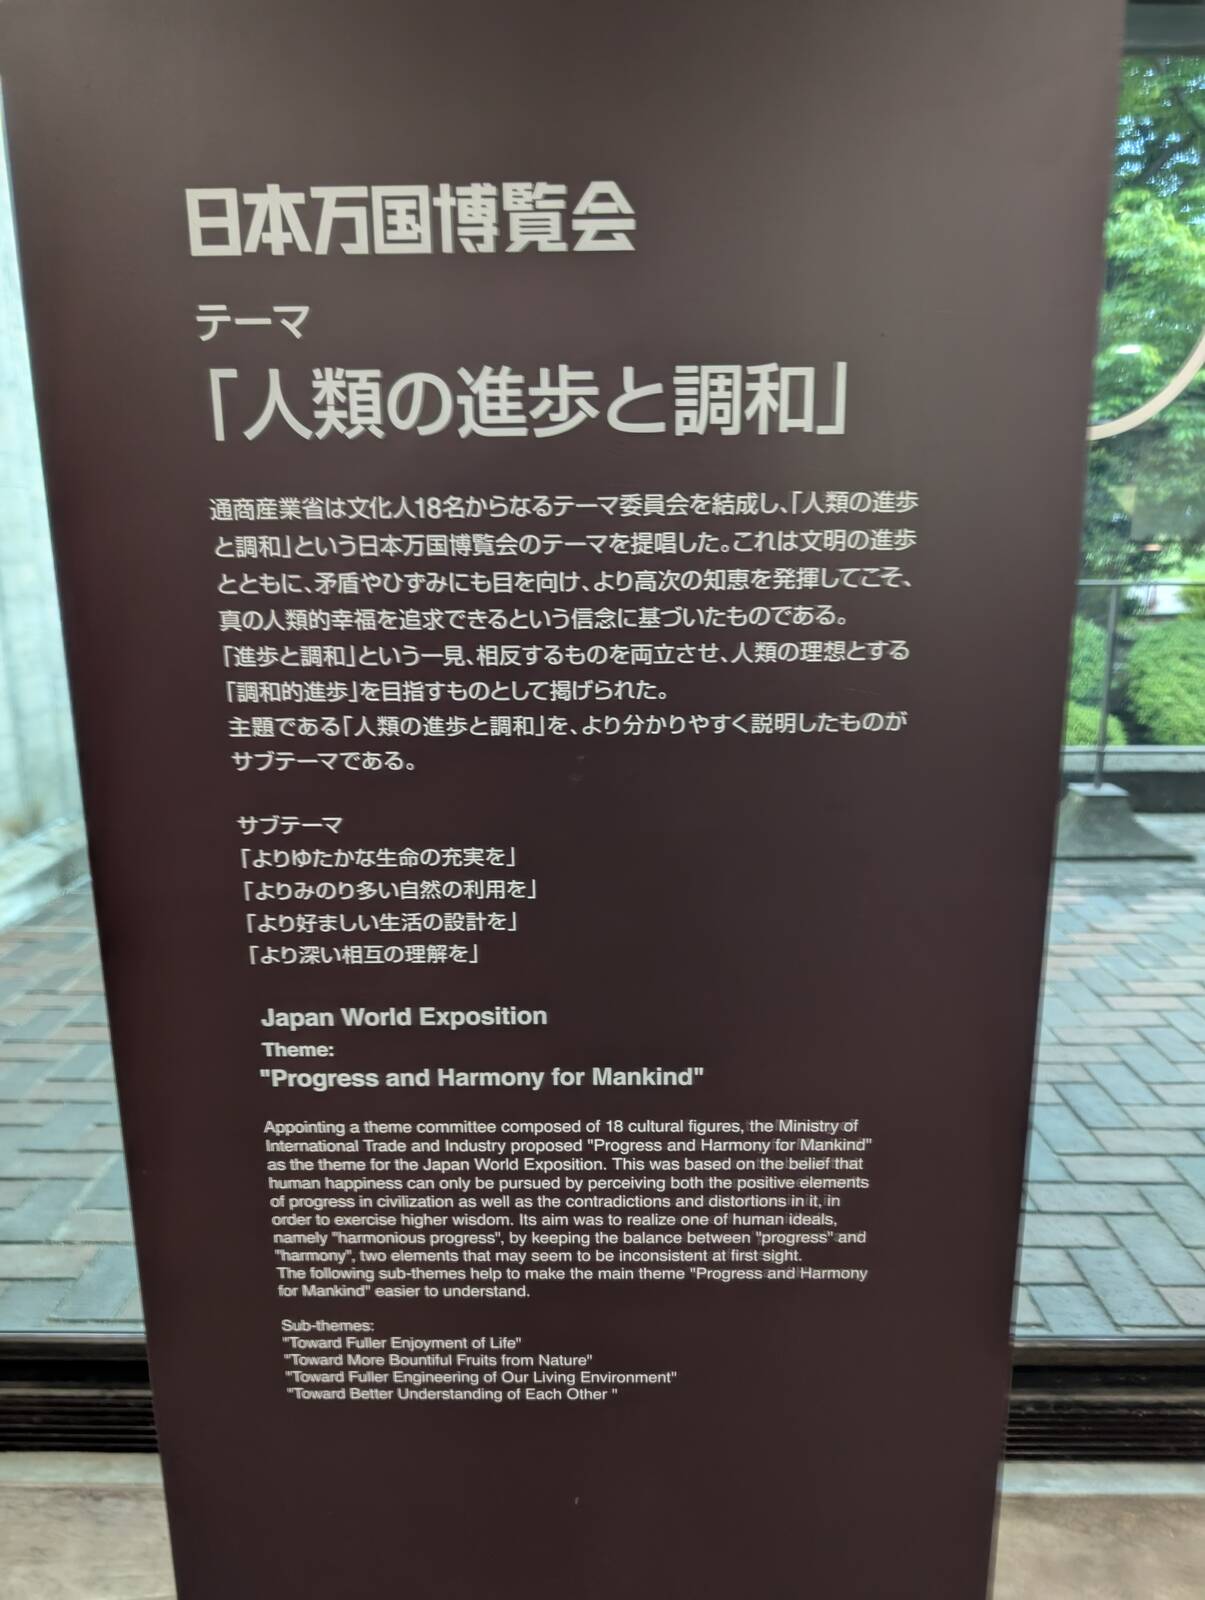 日本万国博覧会
テーマ
「人類の進歩と調和」
通商産業省は文化人18名からなるテーマ委員会を結成し、「人類の進歩
と調和」という日本万国博覧会のテーマを提唱した。これは文明の進歩
とともに、矛盾やひずみにも目を向け、より高次の知恵を発揮してこそ、
真の人類的幸福を追求できるという信念に基づいたものである。
「進歩と調和」という一見、相反するものを両立させ、人類の理想とする
「調和的進歩」を目指すものとして掲げられた。
主題である「人類の進歩と調和」を、より分かりやすく説明したものが
サブテーマである。
サブテーマ
「よりゆたかな生命の充実を」
「よりみのり多い自然の利用を」
「より好ましい生活の設計を」
「より深い相互の理解を」
Japan World Exposition
Theme:
"Progress and Harmony for Mankind"
Appointing a theme committee composed of 18 cultural figures, the Ministry of
International Trade and Industry proposed "Progress and Harmony for Mankind"
as the theme for the Japan World Exposition. This was based on the belief that
human happiness can only be pursued by perceiving both the positive elements
of progress in civilization as well as the contradictions and distortions in it, in
order to exercise higher wisdom. Its aim was to realize one of human ideals,
namely "harmonious progress", by keeping the balance between "progress" and
"harmony", two elements that may seem to be inconsistent at first sight.
The following sub-themes help to make the main theme "Progress and Harmony
for Mankind" easier to understand.
Sub-themes:
"Toward Fuller Enjoyment of Life"
"Toward More Bountiful Fruits from Nature"
"Toward Fuller Engineering of Our Living Environment"
"Toward Better Understanding of Each Other "